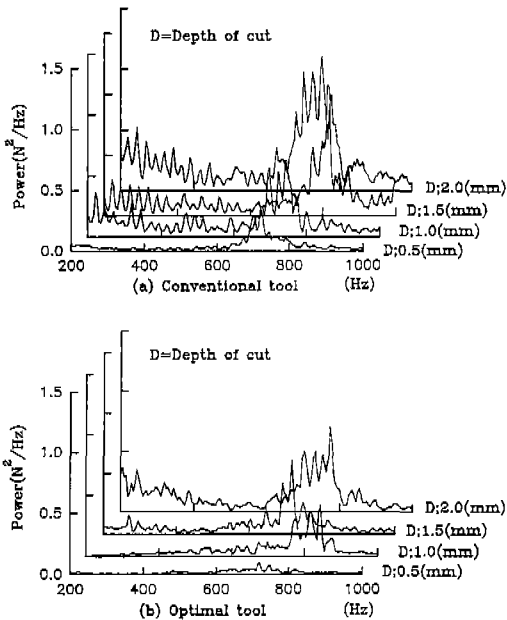 D=Depth of cut
1.5
1.0
0.5
0.0
Power(N²/Hz)
D;2.0(mm)
D;1.5(mm)
D;1.0(mm)
D;0.5(mm)
200 400 600 800 1000
(a) Conventional tool (Hz)
D=Depth of cut
1.5
1.0
0.5
0.0
Power(N²/Hz)
D;2.0(mm)
D;1.5(mm)
D;1.0(mm)
D;0.5(mm)
200 400 600 800 1000
(b) Optimal tool (Hz)